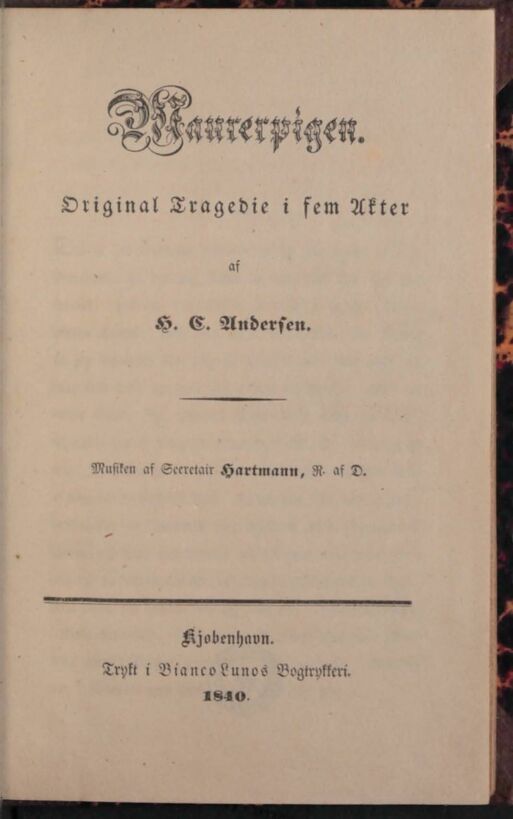 Maurerpigen.
Original Tragedie i fem Akter
af
H. C. Andersen.
Musiken af Secretair Hartmann, R. af D.
Kjøbenhavn.
Trykt i Bianco Lunos Bogtrykkeri.
1840.